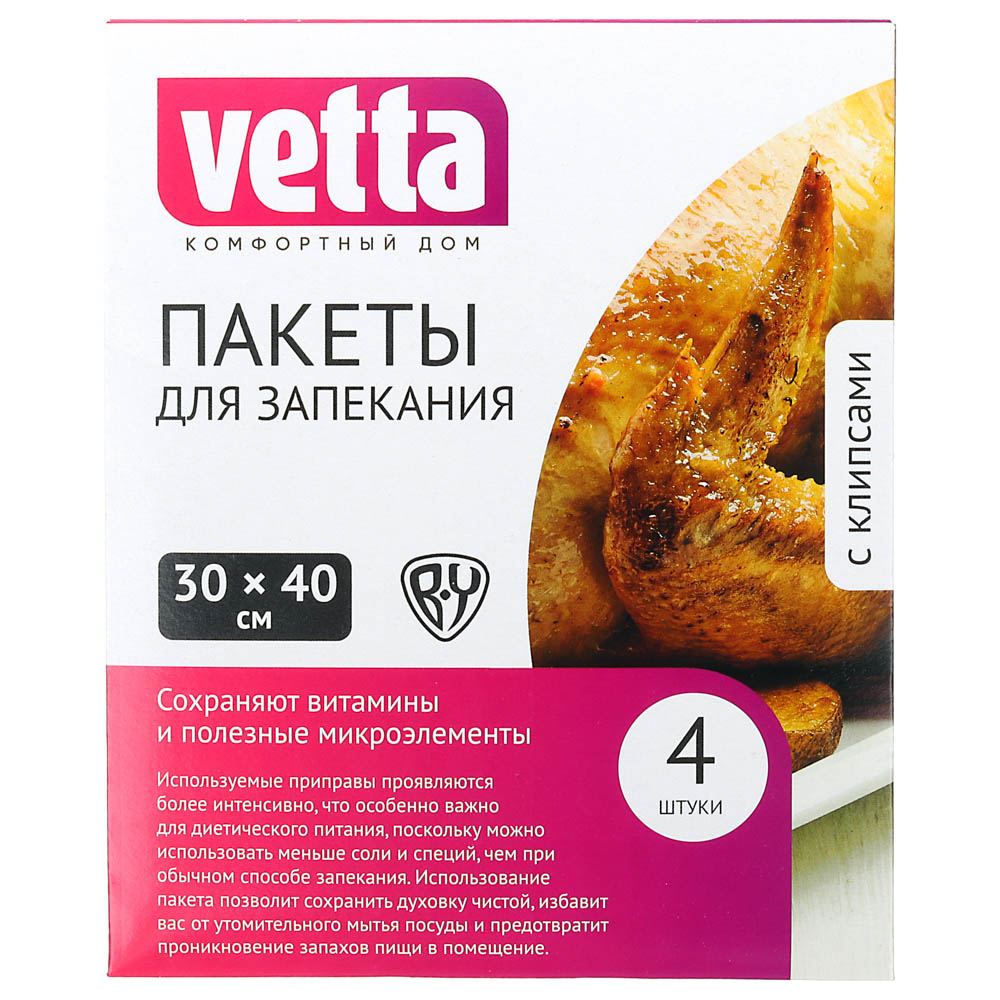 vetta
КОМФОРТНЫЙ ДОМ
ПАКЕТЫ
ДЛЯ ЗАПЕКАНИЯ
с клипсами
30 × 40
см
B·Y
Сохраняют витамины
и полезные микроэлементы
4
ШТУКИ
Используемые приправы проявляются
более интенсивно, что особенно важно
для диетического питания, поскольку можно
использовать меньше соли и специй, чем при
обычном способе запекания. Использование
пакета позволит сохранить духовку чистой, избавит
вас от утомительного мытья посуды и предотвратит
проникновение запахов пищи в помещение.